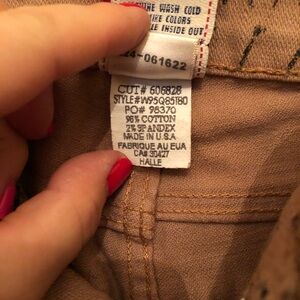 WASH COLD
LIKE COLORS
INSIDE OUT
24-061622
CUT# 606828
STYLE#W95Q85TB0
PO# 98370
98% COTTON
2% SPANDEX
MADE IN U.S.A
FABRIQUE AU EUA
CA# 30427
HALLE